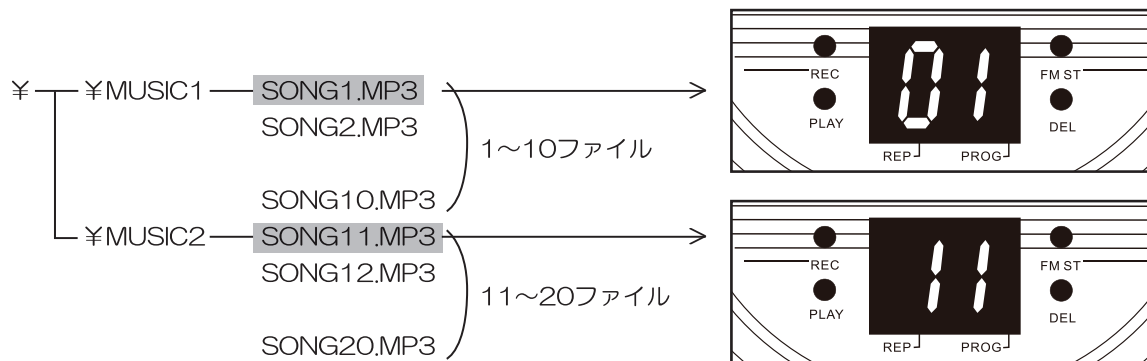 ¥ ¥MUSIC1 SONG1.MP3
SONG2.MP3
1～10ファイル
SONG10.MP3
¥MUSIC2 SONG11.MP3
SONG12.MP3
11～20ファイル
SONG20.MP3
REC 01 FM ST
PLAY DEL
REP PROG
REC 11 FM ST
PLAY DEL
REP PROG